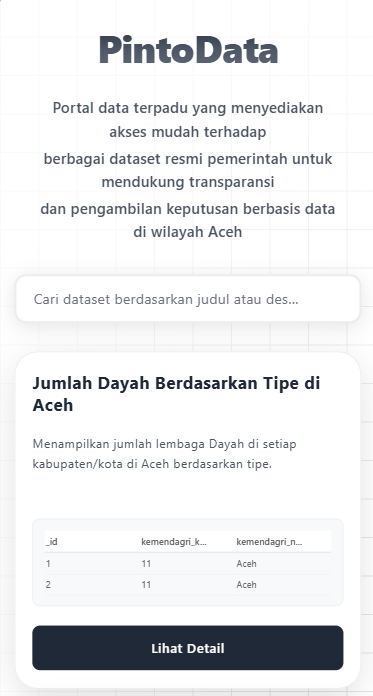 PintoData
Portal data terpadu yang menyediakan
akses mudah terhadap
berbagai dataset resmi pemerintah untuk
mendukung transparansi
dan pengambilan keputusan berbasis data
di wilayah Aceh
Cari dataset berdasarkan judul atau des...
Jumlah Dayah Berdasarkan Tipe di
Aceh
Menampilkan jumlah lembaga Dayah di setiap
kabupaten/kota di Aceh berdasarkan tipe.
_id kemendagri_k... kemendagri_n...
1 11 Aceh
2 11 Aceh
Lihat Detail